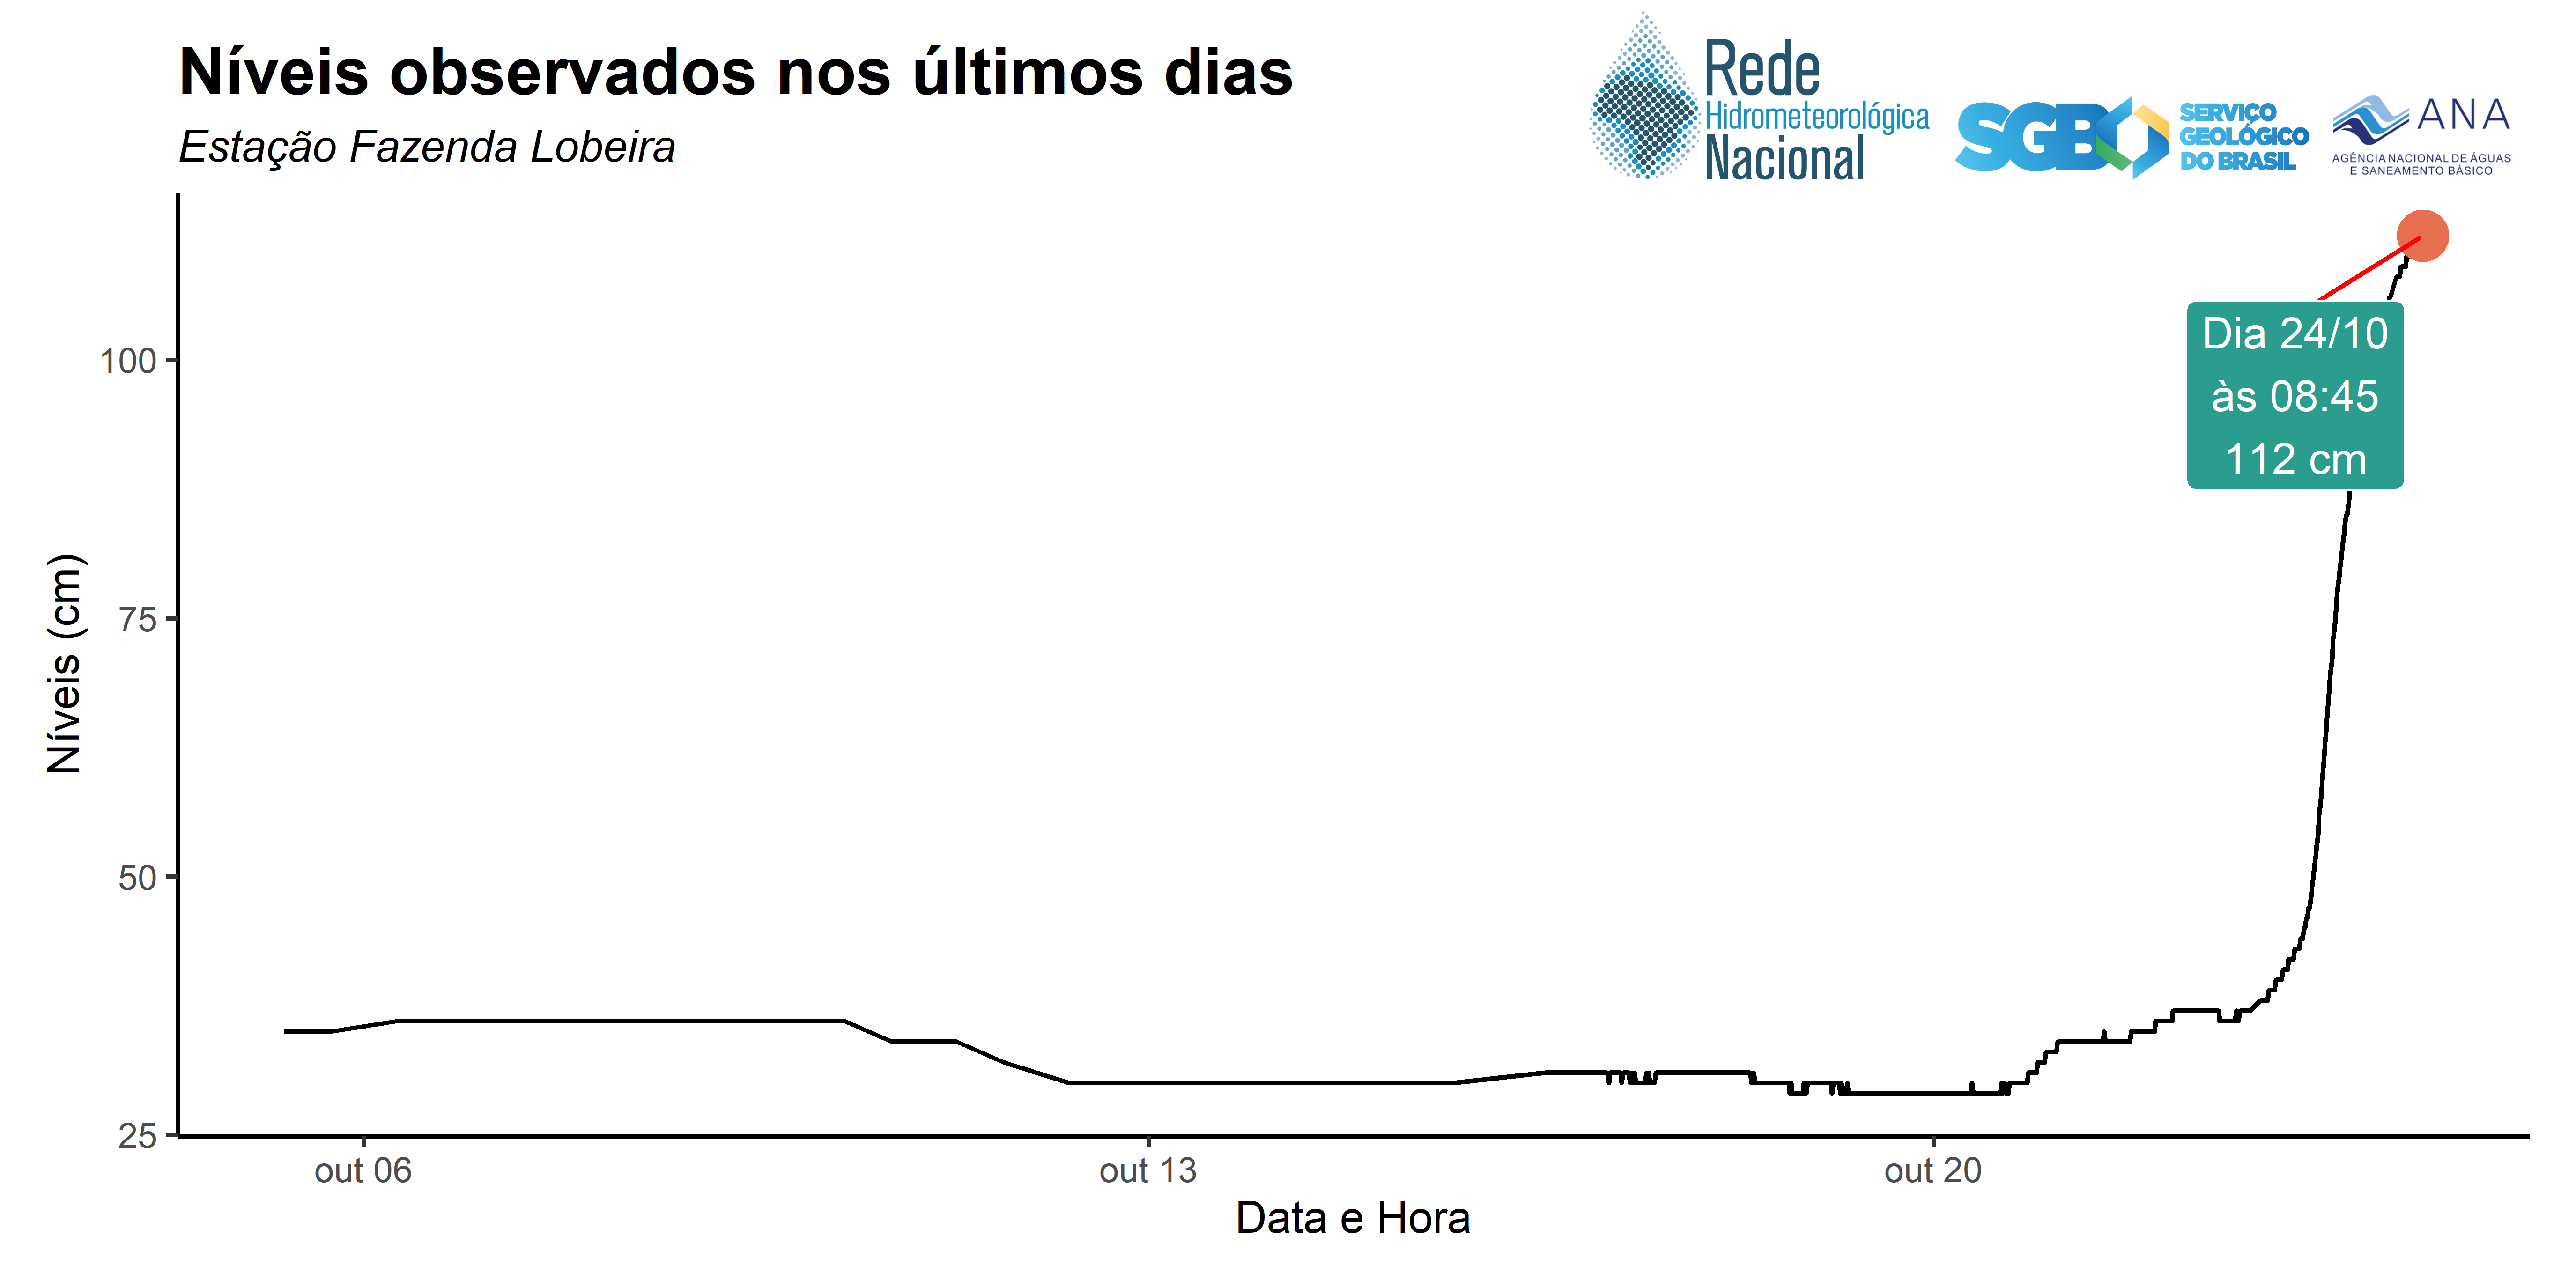 Níveis observados nos últimos dias
Estação Fazenda Lobeira
Rede
Hidrometeorológica
Nacional
SGB
SERVIÇO
GEOLÓGICO
DO BRASIL
ANA
AGÊNCIA NACIONAL DE ÁGUAS
E SANEAMENTO BÁSICO
Dia 24/10
às 08:45
112 cm
Níveis (cm)
100
75
50
25
out 06
out 13
out 20
Data e Hora